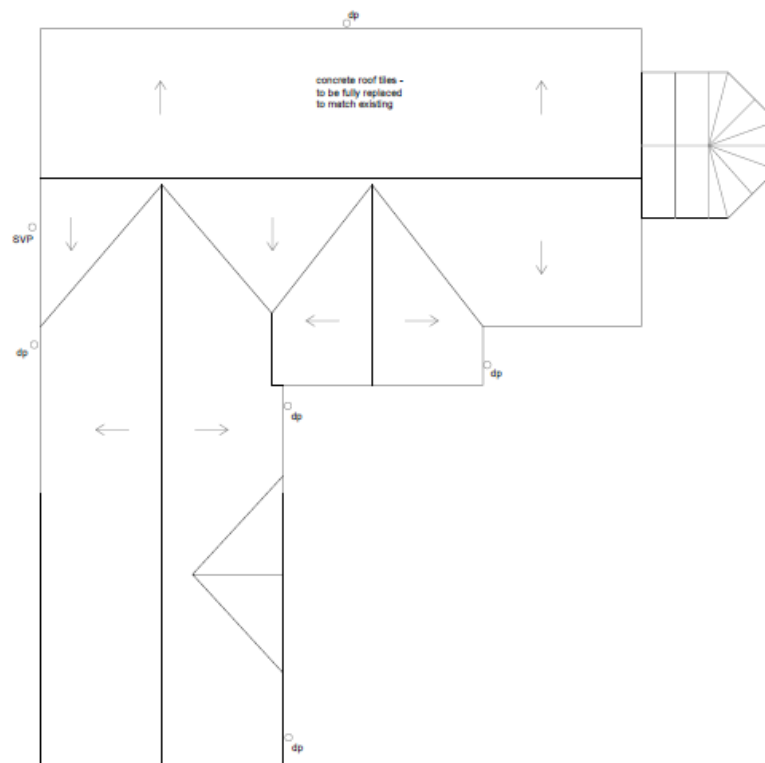 dp
concrete roof tiles -
to be fully replaced
to match existing
SVP
dp
dp
dp
dp